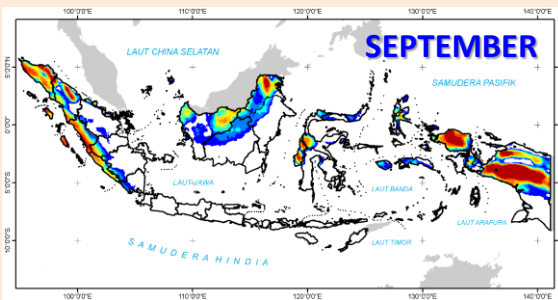 SEPTEMBER
LAUT CHINA SELATAN
SAMUDERA PASIFIK
LAUT JAWA
LAUT BANDA
LAUT ARAFURA
LAUT TIMOR
SAMUDERA HINDIA
5°0'0"N
0°0'0"
5°0'0"S
10°0'0"S
100°0'0"E
110°0'0"E
120°0'0"E
130°0'0"E
140°0'0"E